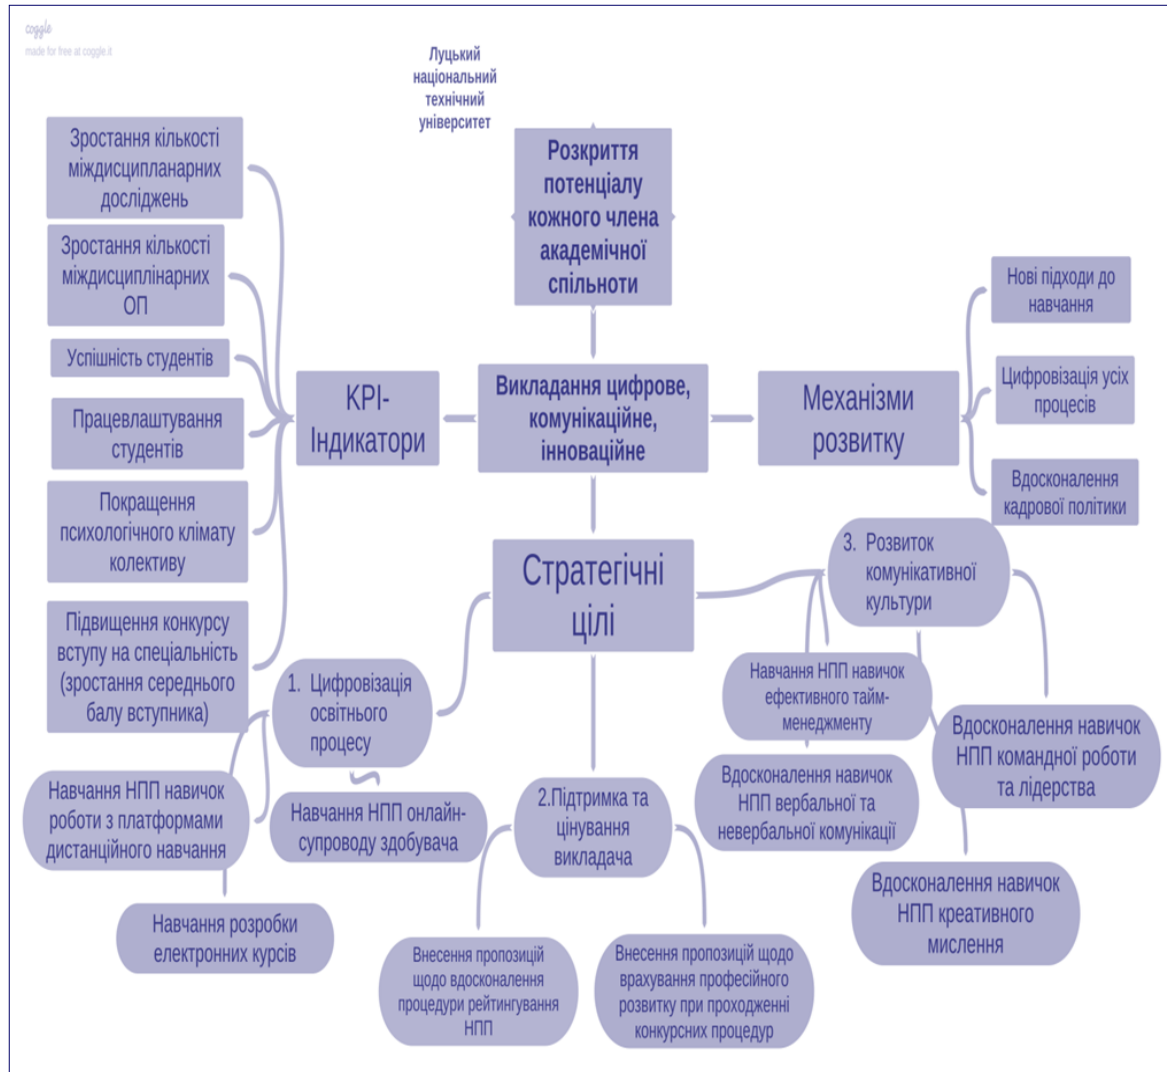 coggle
made for free at coggle.it
Луцький
національний
технічний
університет
Розкриття
потенціалу
кожного члена
академічної
спільноти
Зростання кількості
міждисципланарних
досліджень
Зростання кількості
міждисциплінарних
ОП
Успішність студентів
Працевлаштування
студентів
Покращення
психологічного клімату
колективу
Підвищення конкурсу
вступу на спеціальність
(зростання середнього
балу вступника)
KPI-
Індикатори
Викладання цифрове,
комунікаційне,
інноваційне
Механізми
розвитку
Нові підходи до
навчання
Цифровізація усіх
процесів
Вдосконалення
кадрової політики
Стратегічні
цілі
1. Цифровізація
освітнього
процесу
Навчання НПП навичок
роботи з платформами
дистанційного навчання
Навчання НПП онлайн-
супроводу здобувача
Навчання розробки
електронних курсів
2.Підтримка та
цінування
викладача
Внесення пропозицій
щодо вдосконалення
процедури рейтингування
НПП
Внесення пропозицій щодо
врахування професійного
розвитку при проходженні
конкурсних процедур
3. Розвиток
комунікативної
культури
Навчання НПП навичок
ефективного тайм-
менеджменту
Вдосконалення навичок
НПП вербальної та
невербальної комунікації
Вдосконалення навичок
НПП командної роботи
та лідерства
Вдосконалення навичок
НПП креативного
мислення